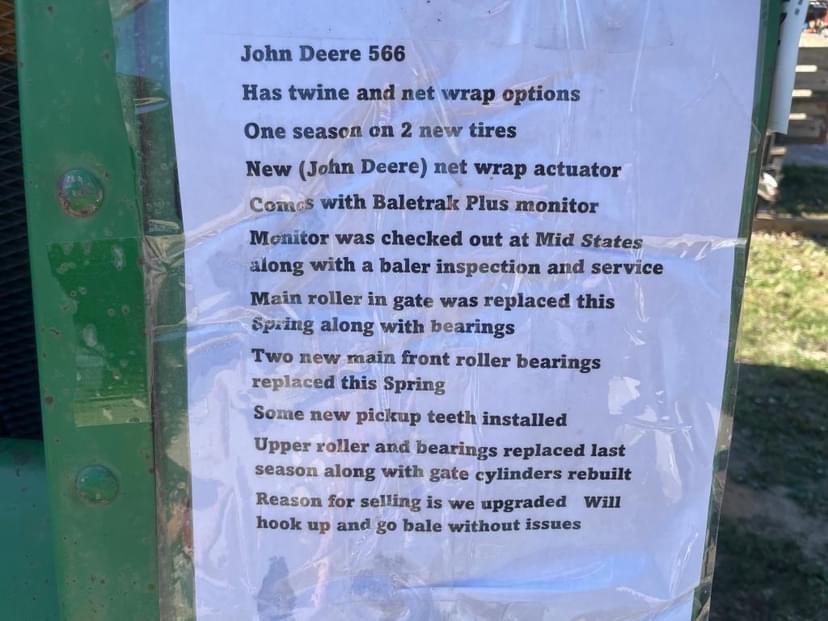 John Deere 566
Has twine and net wrap options
One season on 2 new tires
New (John Deere) net wrap actuator
Comes with Baletrak Plus monitor
Monitor was checked out at Mid States
along with a baler inspection and service
Main roller in gate was replaced this
Spring along with bearings
Two new main front roller bearings
replaced this Spring
Some new pickup teeth installed
Upper roller and bearings replaced last
season along with gate cylinders rebuilt
Reason for selling is we upgraded Will
hook up and go bale without issues